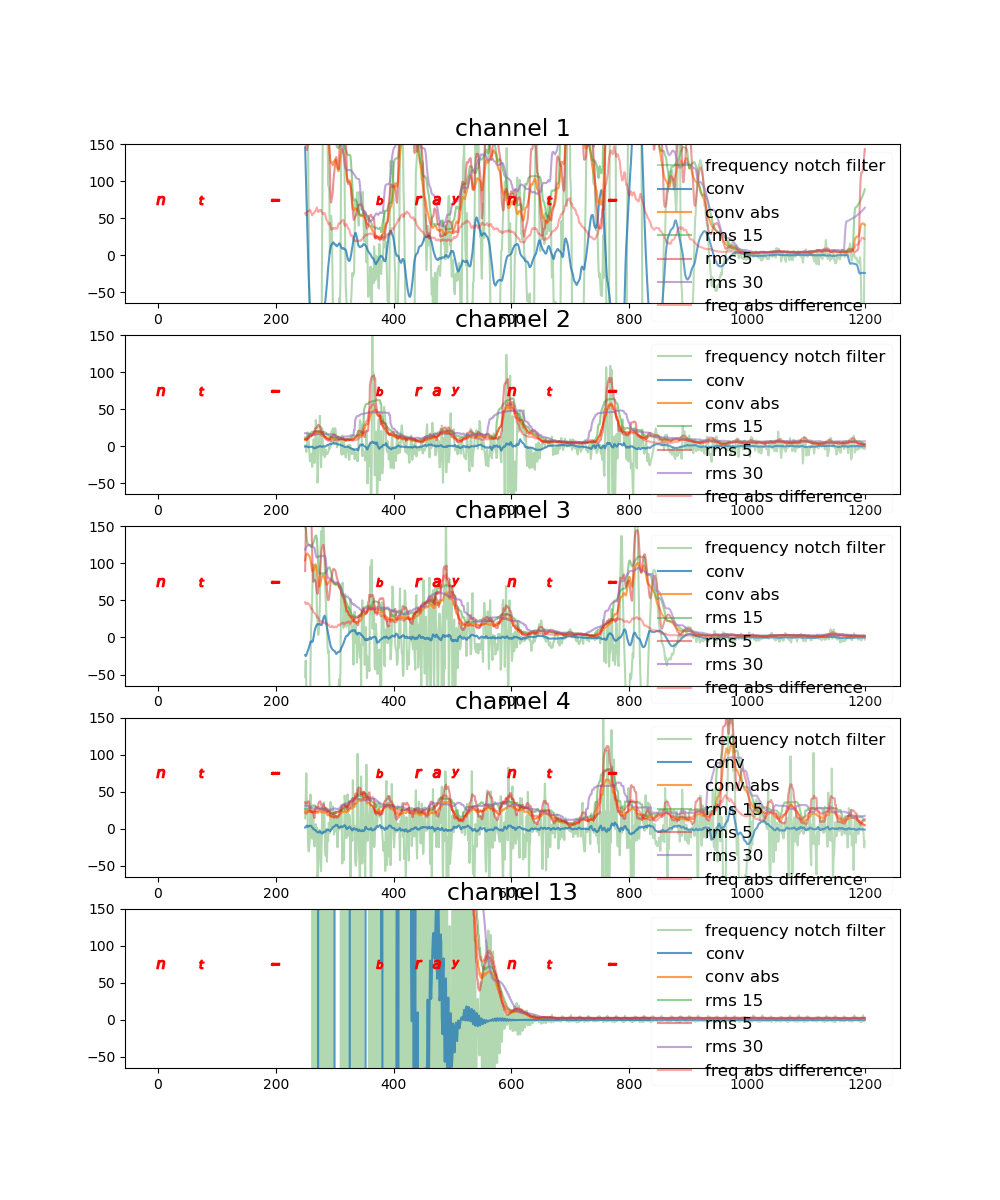 channel 1
150
100
50
0
−50
n t – b r a y n t –
frequency notch filter
conv
conv abs
rms 15
rms 5
rms 30
freq abs difference
0 200 400 600 800 1000 1200
channel 2
150
100
50
0
−50
n t – b r a y n t –
frequency notch filter
conv
conv abs
rms 15
rms 5
rms 30
freq abs difference
0 200 400 600 800 1000 1200
channel 3
150
100
50
0
−50
n t – b r a y n t –
frequency notch filter
conv
conv abs
rms 15
rms 5
rms 30
freq abs difference
0 200 400 600 800 1000 1200
channel 4
150
100
50
0
−50
n t – b r a y n t –
frequency notch filter
conv
conv abs
rms 15
rms 5
rms 30
freq abs difference
0 200 400 600 800 1000 1200
channel 13
150
100
50
0
−50
n t – b r a y n t –
frequency notch filter
conv
conv abs
rms 15
rms 5
rms 30
freq abs difference
0 200 400 600 800 1000 1200